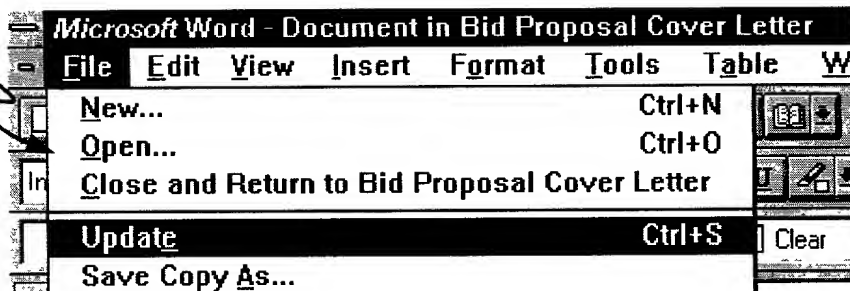 Microsoft Word - Document in Bid Proposal Cover Letter
File Edit View Insert Format Tools Table W
New... Ctrl+N
Open... Ctrl+O
In Close and Return to Bid Proposal Cover Letter U
Update Ctrl+S Clear
Save Copy As...